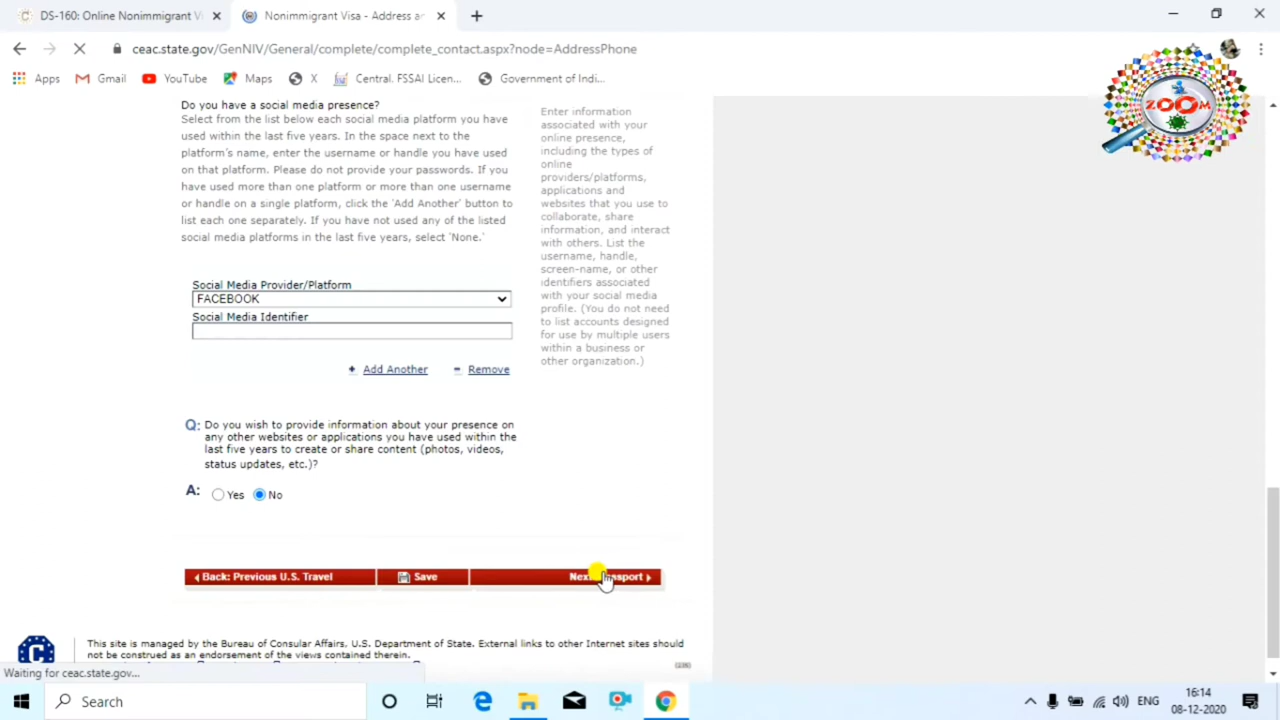 DS-160: Online Nonimmigrant V
Nonimmigrant Visa - Address a
ceac.state.gov/GenNIV/General/complete/complete_contact.aspx?node=AddressPhone
Apps
Gmail
YouTube
Maps
X
Central. FSSAI Licen...
Government of Indi...
ZOOM
Do you have a social media presence?
Select from the list below each social media platform you have
used within the last five years. In the space next to the
platform's name, enter the username or handle you have used
on that platform. Please do not provide your passwords. If you
have used more than one platform or more than one username
or handle on a single platform, click the 'Add Another' button to
list each one separately. If you have not used any of the listed
social media platforms in the last five years, select 'None.'
Enter information
associated with your
online presence,
including the types of
online
providers/platforms,
applications and
websites that you use to
collaborate, share
information, and interact
with others. List the
username, handle,
screen-name, or other
identifiers associated
with your social media
profile. (You do not need
to list accounts designed
for use by multiple users
within a business or
other organization.)
Social Media Provider/Platform
FACEBOOK
Social Media Identifier
Add Another
Remove
Q: Do you wish to provide information about your presence on
any other websites or applications you have used within the
last five years to create or share content (photos, videos,
status updates, etc.)?
A: Yes No
Back: Previous U.S. Travel
Save
This site is managed by the Bureau of Consular Affairs, U.S. Department of State. External links to other Internet sites should
not be construed as an endorsement of the views contained therein.
Waiting for ceac.state.gov...
Search
ENG
16:14
08-12-2020